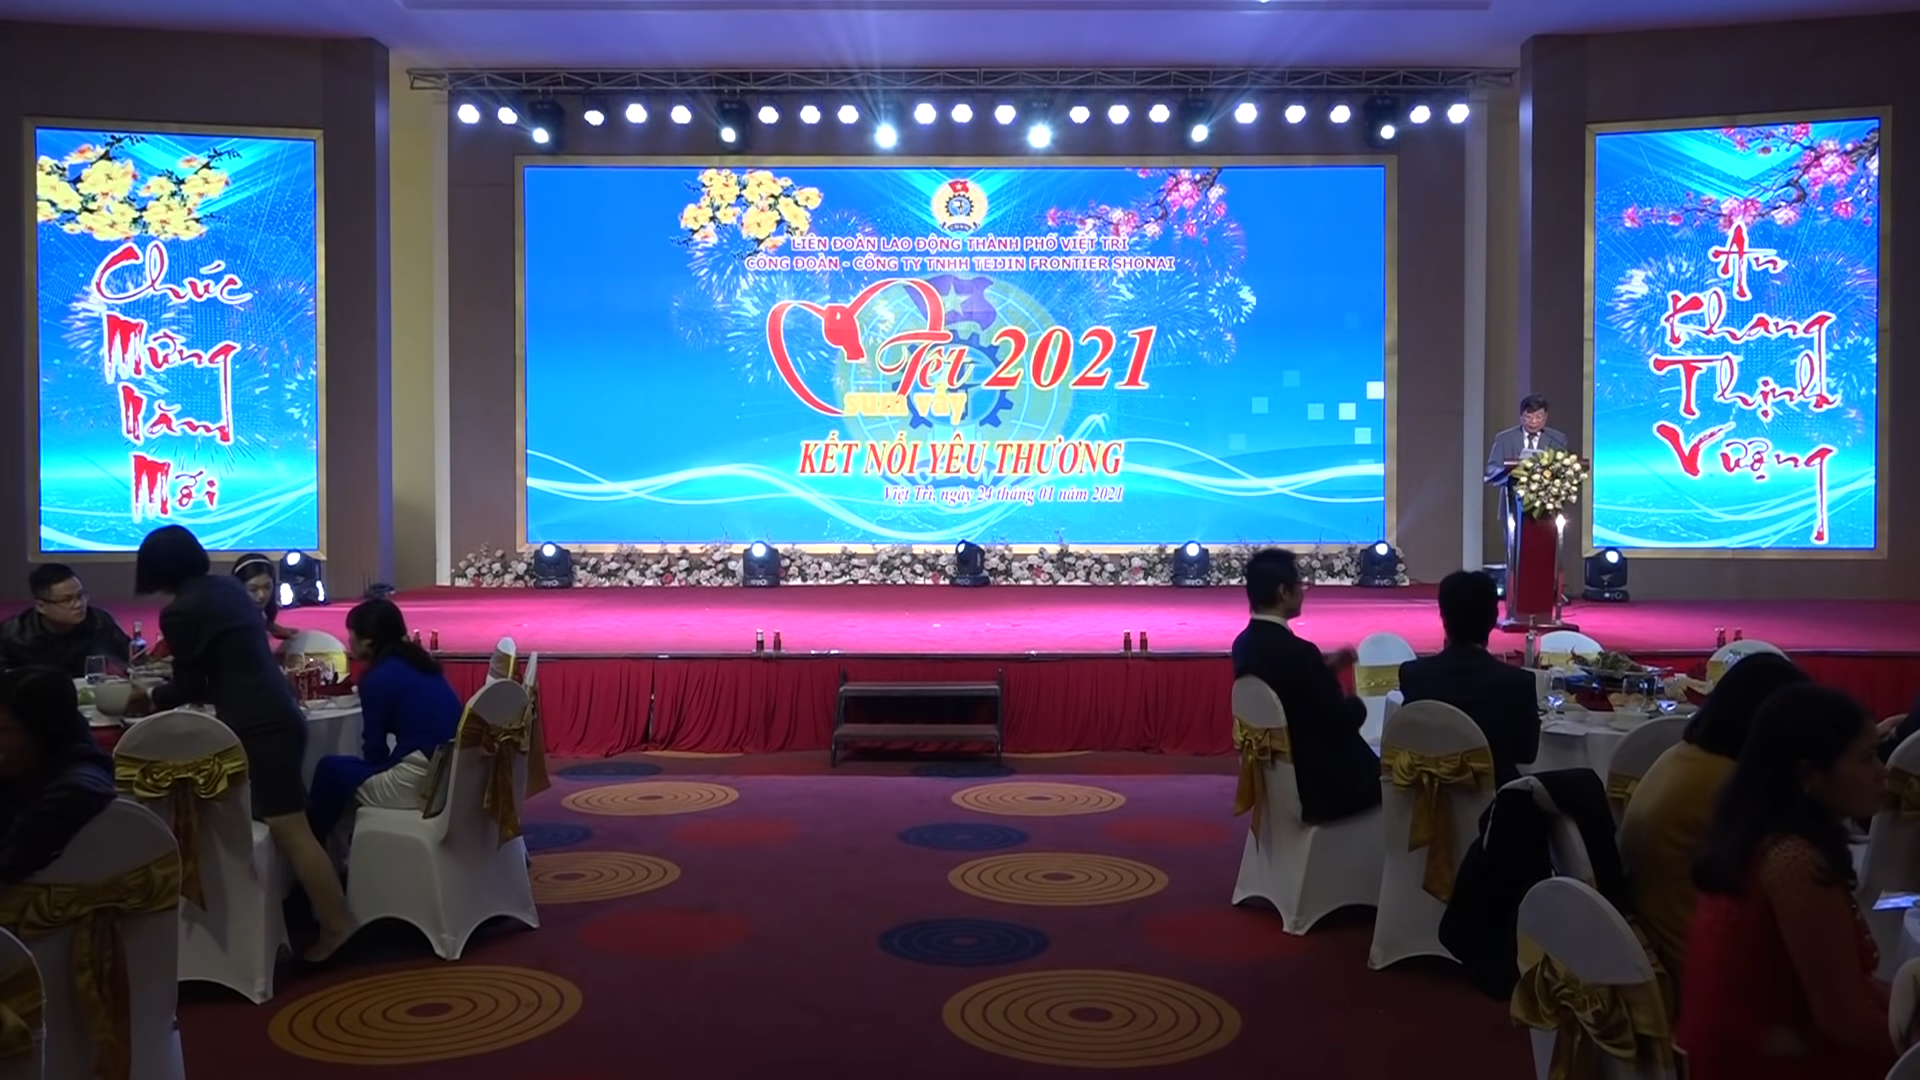 Chúc
Mừng
Năm
Mới
LIÊN ĐOÀN LAO ĐỘNG THÀNH PHỐ VIỆT TRÌ
CÔNG ĐOÀN - CÔNG TY TNHH TEIJIN FRONTIER SHONAI
Tết 2021
sum vầy
KẾT NỐI YÊU THƯƠNG
Việt Trì, ngày 24 tháng 01 năm 2021
An
Khang
Thịnh
Vượng